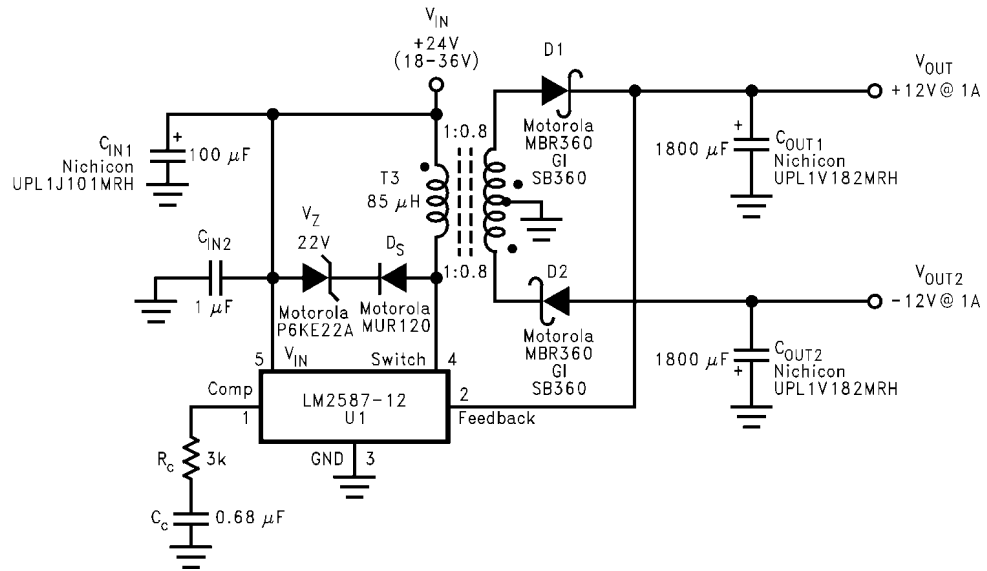 V_IN
+24V
(18-36V)
D1
Motorola
MBR360
GI
SB360
V_OUT
+12V@ 1A
C_IN1
Nichicon
UPL1J101MRH
+
100 μF
1:0.8
T3
85 μH
1:0.8
+
1800 μF
C_OUT1
Nichicon
UPL1V182MRH
C_IN2
1 μF
V_Z
22V
Motorola
P6KE22A
D_S
Motorola
MUR120
D2
Motorola
MBR360
GI
SB360
V_OUT2
-12V@ 1A
1800 μF
+
C_OUT2
Nichicon
UPL1V182MRH
5
V_IN
Switch
4
Comp
1
LM2587-12
U1
2
Feedback
GND
3
R_c
3k
C_c
0.68 μF